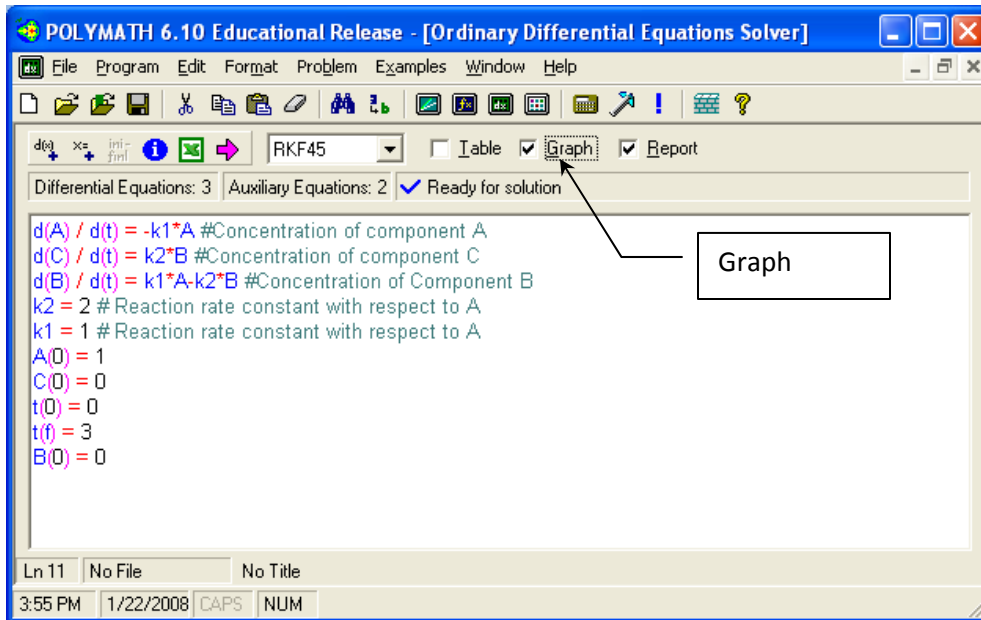 POLYMATH 6.10 Educational Release - [Ordinary Differential Equations Solver]
File Program Edit Format Problem Examples Window Help
d(x) x= ini- finl RKF45 Table Graph Report
Differential Equations: 3 Auxiliary Equations: 2 Ready for solution
d(A) / d(t) = -k1*A #Concentration of component A
d(C) / d(t) = k2*B #Concentration of component C
d(B) / d(t) = k1*A-k2*B #Concentration of Component B
k2 = 2 # Reaction rate constant with respect to A
k1 = 1 # Reaction rate constant with respect to A
A(0) = 1
C(0) = 0
t(0) = 0
t(f) = 3
B(0) = 0
Graph
Ln 11 No File No Title
3:55 PM 1/22/2008 CAPS NUM